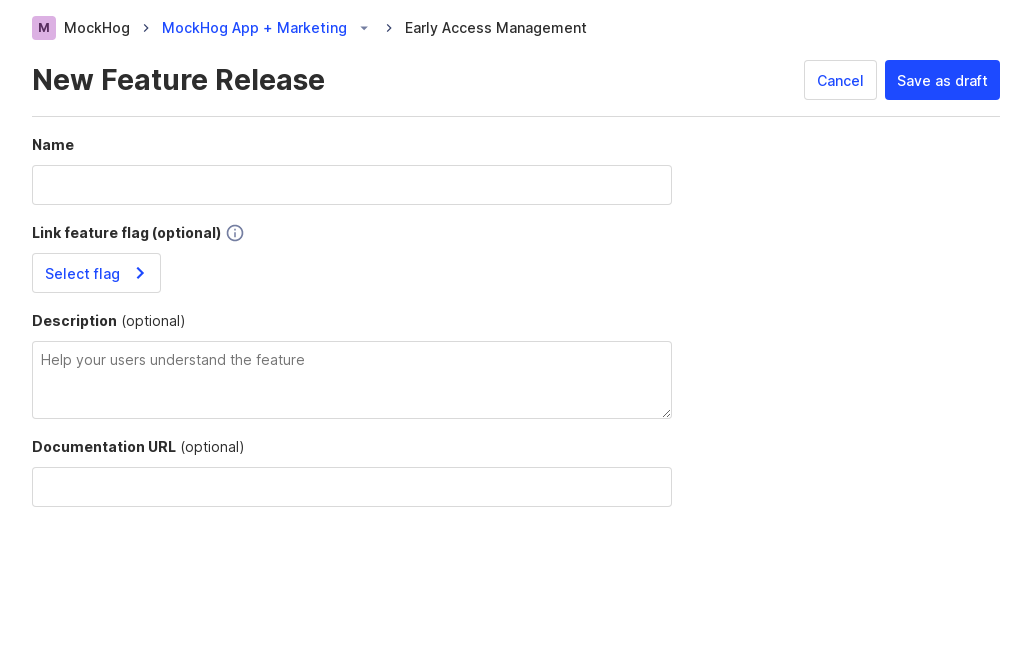 M MockHog MockHog App + Marketing Early Access Management
New Feature Release
Cancel Save as draft
Name
Link feature flag (optional)
Select flag
Description (optional)
Help your users understand the feature
Documentation URL (optional)